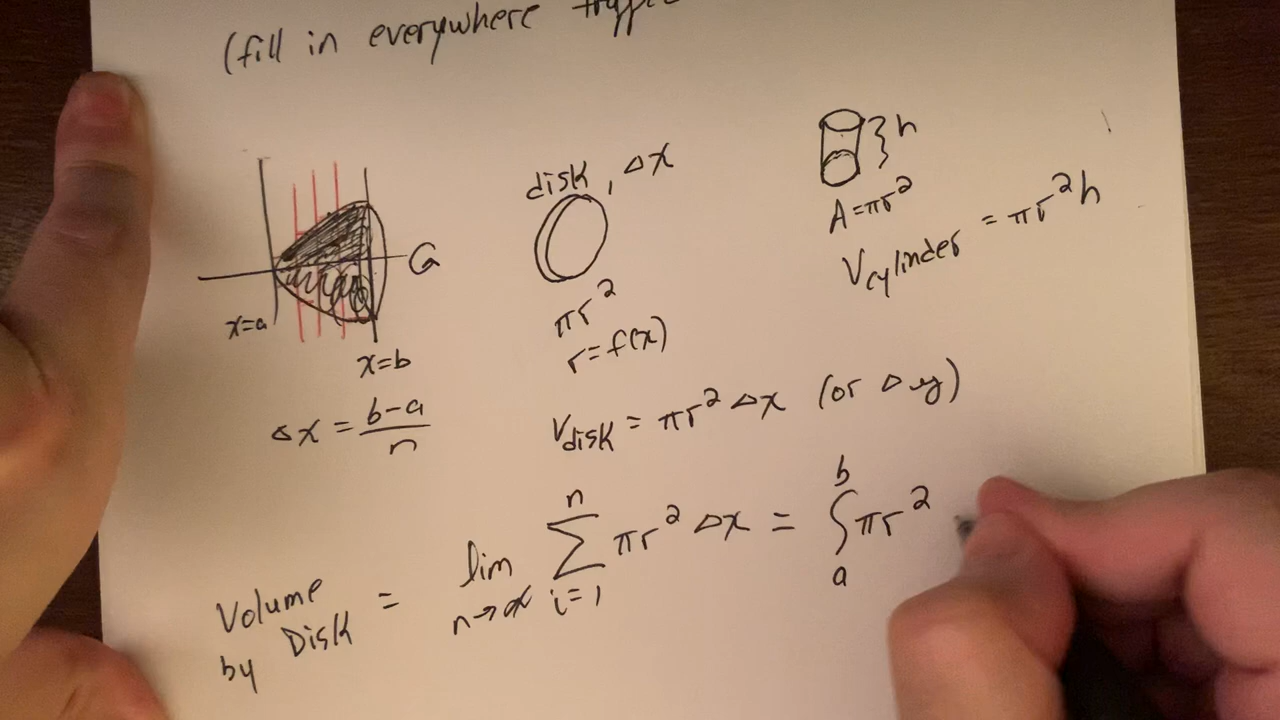 (fill in everywhere
disk, Δx
}h
A=πr²
V cylinder = πr²h
G
x=a
x=b
πr²
r=f(x)
Δx = b-a / n
Vdisk = πr² Δx (or Δy)
Volume by Disk = lim n→∞ n Σ i=1 πr² Δx = b ∫ a πr²